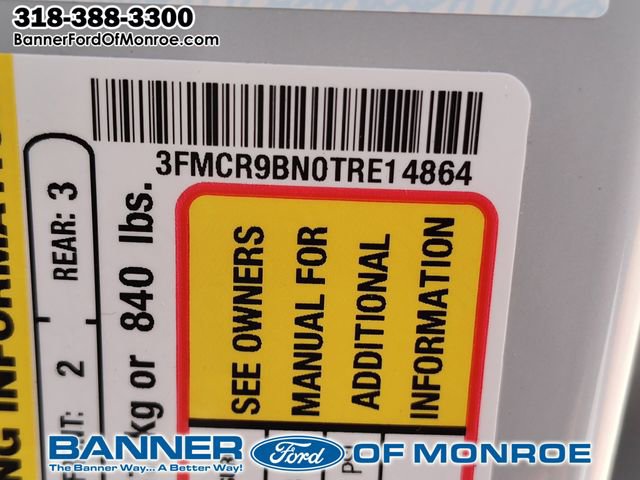 318-388-3300
BannerFordOfMonroe.com
3FMCR9BN0TRE14864
REAR: 3
2
kg or 840 lbs.
SEE OWNERS
MANUAL FOR
ADDITIONAL
INFORMATION
BANNER Ford OF MONROE
The Banner Way... A Better Way!